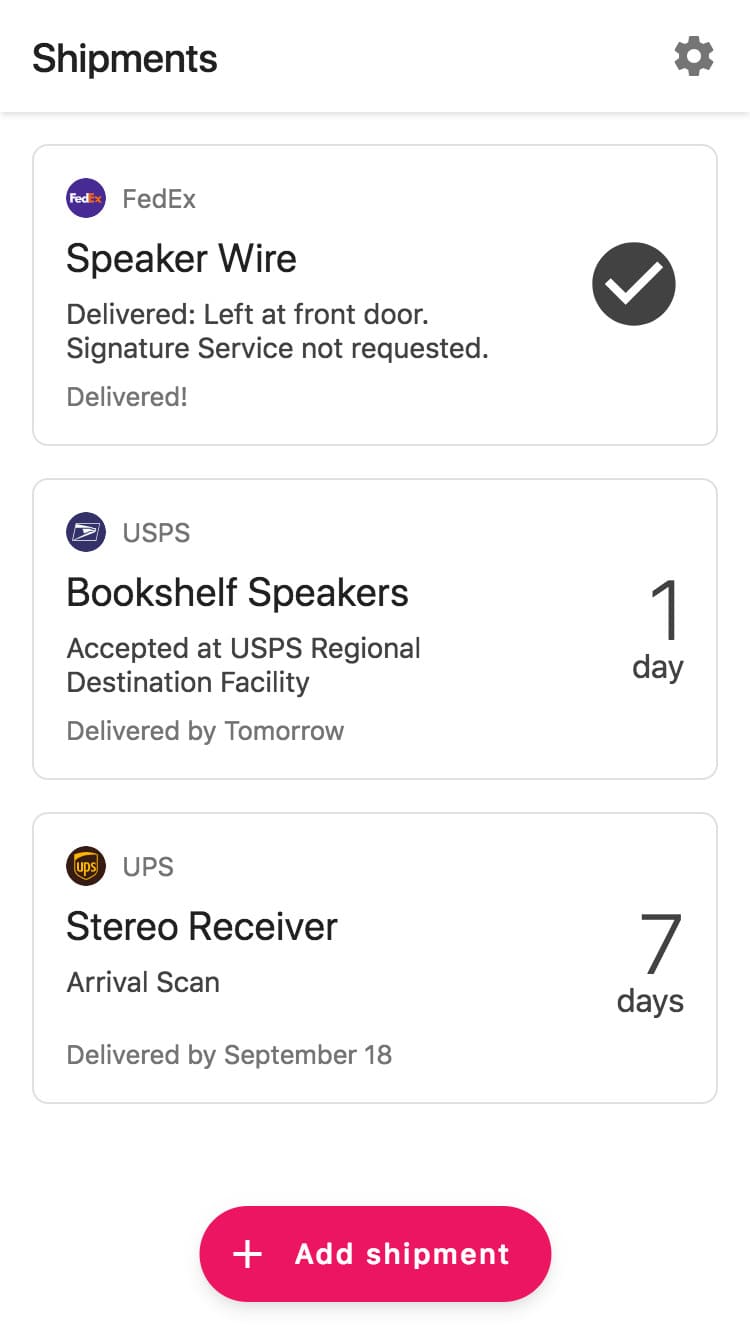 Shipments
FedEx FedEx
Speaker Wire
Delivered: Left at front door.
Signature Service not requested.
Delivered!
USPS
Bookshelf Speakers
1
day
Accepted at USPS Regional
Destination Facility
Delivered by Tomorrow
ups UPS
Stereo Receiver
7
days
Arrival Scan
Delivered by September 18
+ Add shipment